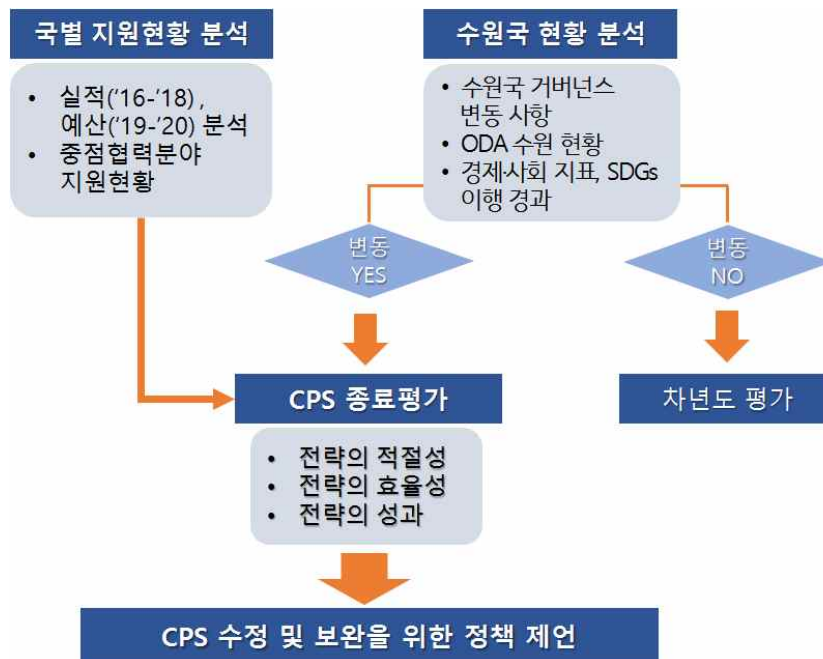 국별 지원현황 분석
• 실적('16-'18) ,
예산('19-'20) 분석
• 중점협력분야
지원현황
수원국 현황 분석
• 수원국 거버넌스
변동 사항
• ODA 수원 현황
• 경제·사회 지표, SDGs
이행 경과
변동
YES
변동
NO
CPS 종료평가
• 전략의 적절성
• 전략의 효율성
• 전략의 성과
차년도 평가
CPS 수정 및 보완을 위한 정책 제언